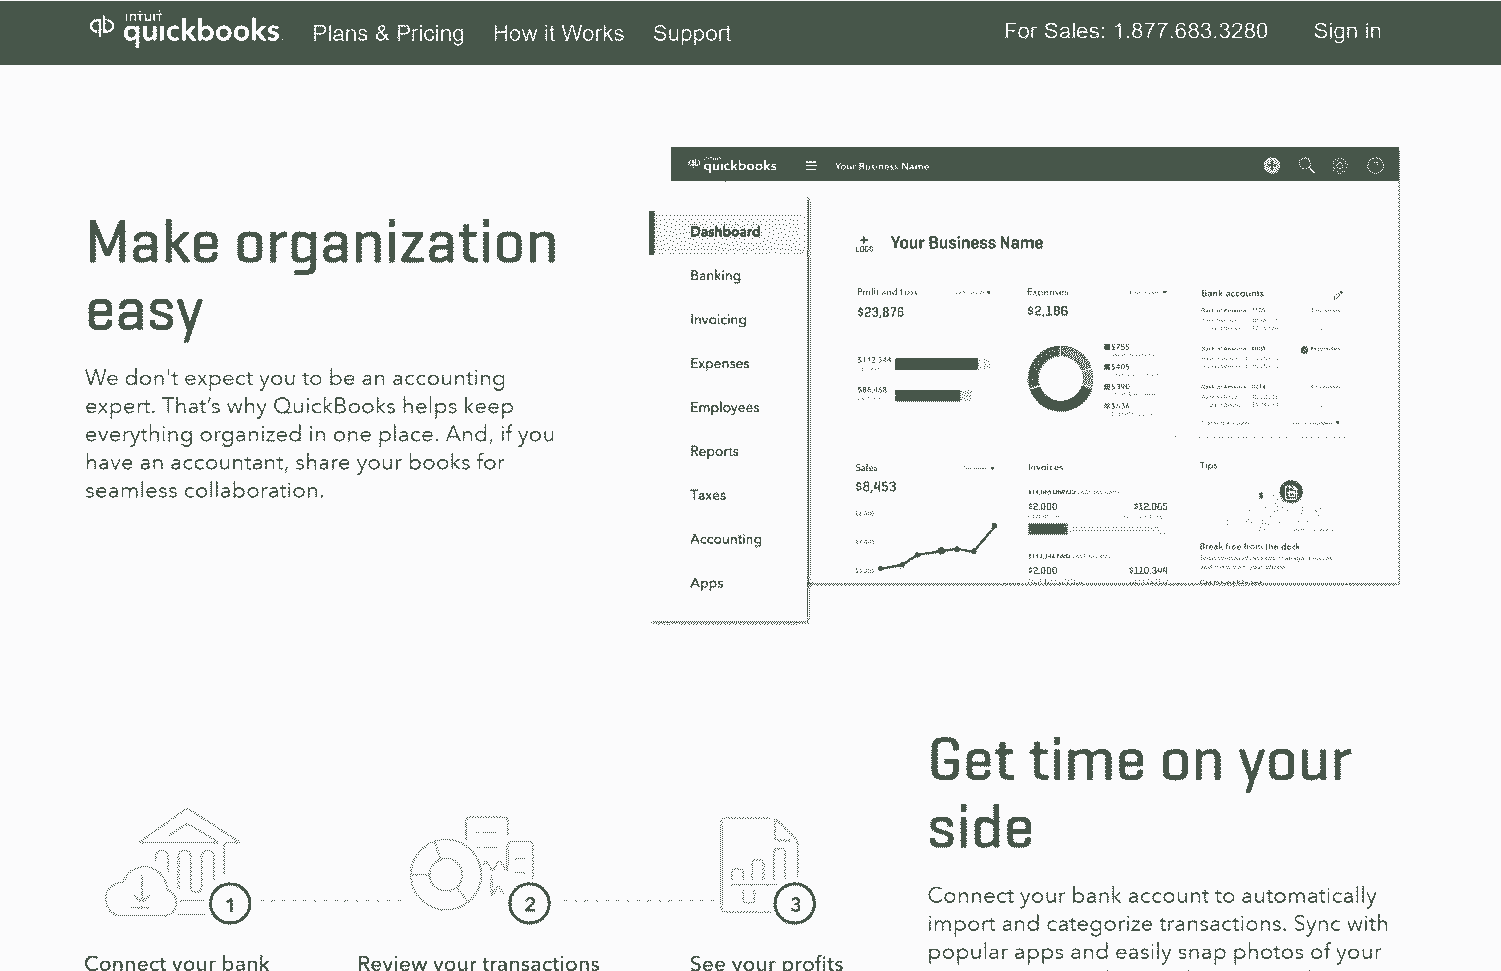 intuit
quickbooks.
Plans & Pricing
How it Works
Support
For Sales: 1.877.683.3280
Sign in
Make organization
easy
We don't expect you to be an accounting
expert. That's why QuickBooks helps keep
everything organized in one place. And, if you
have an accountant, share your books for
seamless collaboration.
quickbooks
Your Business Name
Dashboard
Banking
Invoicing
Expenses
Employees
Reports
Taxes
Accounting
Apps
Your Business Name
Profit and loss
$23,876
$112,344
Expenses
$2,186
$755
$405
Bank accounts
Sales
$8,453
Invoices
$2,000
$12,065
$2,000
$110,344
Tips
Break free from the desk
1
2
3
Connect your bank
Review your transactions
See your profits
Get time on your
side
Connect your bank account to automatically
import and categorize transactions. Sync with
popular apps and easily snap photos of your